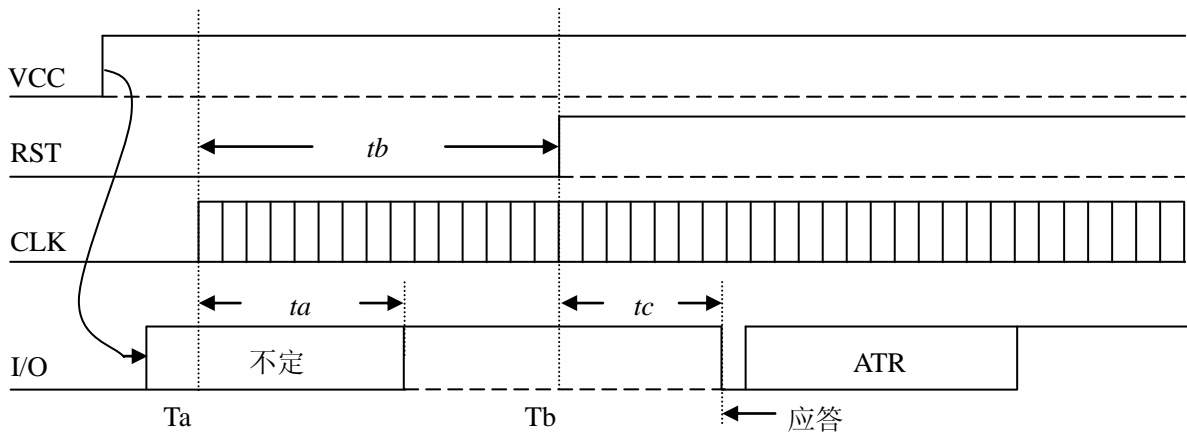 VCC
RST
tb
CLK
ta
tc
I/O
不定
ATR
Ta
Tb
应答